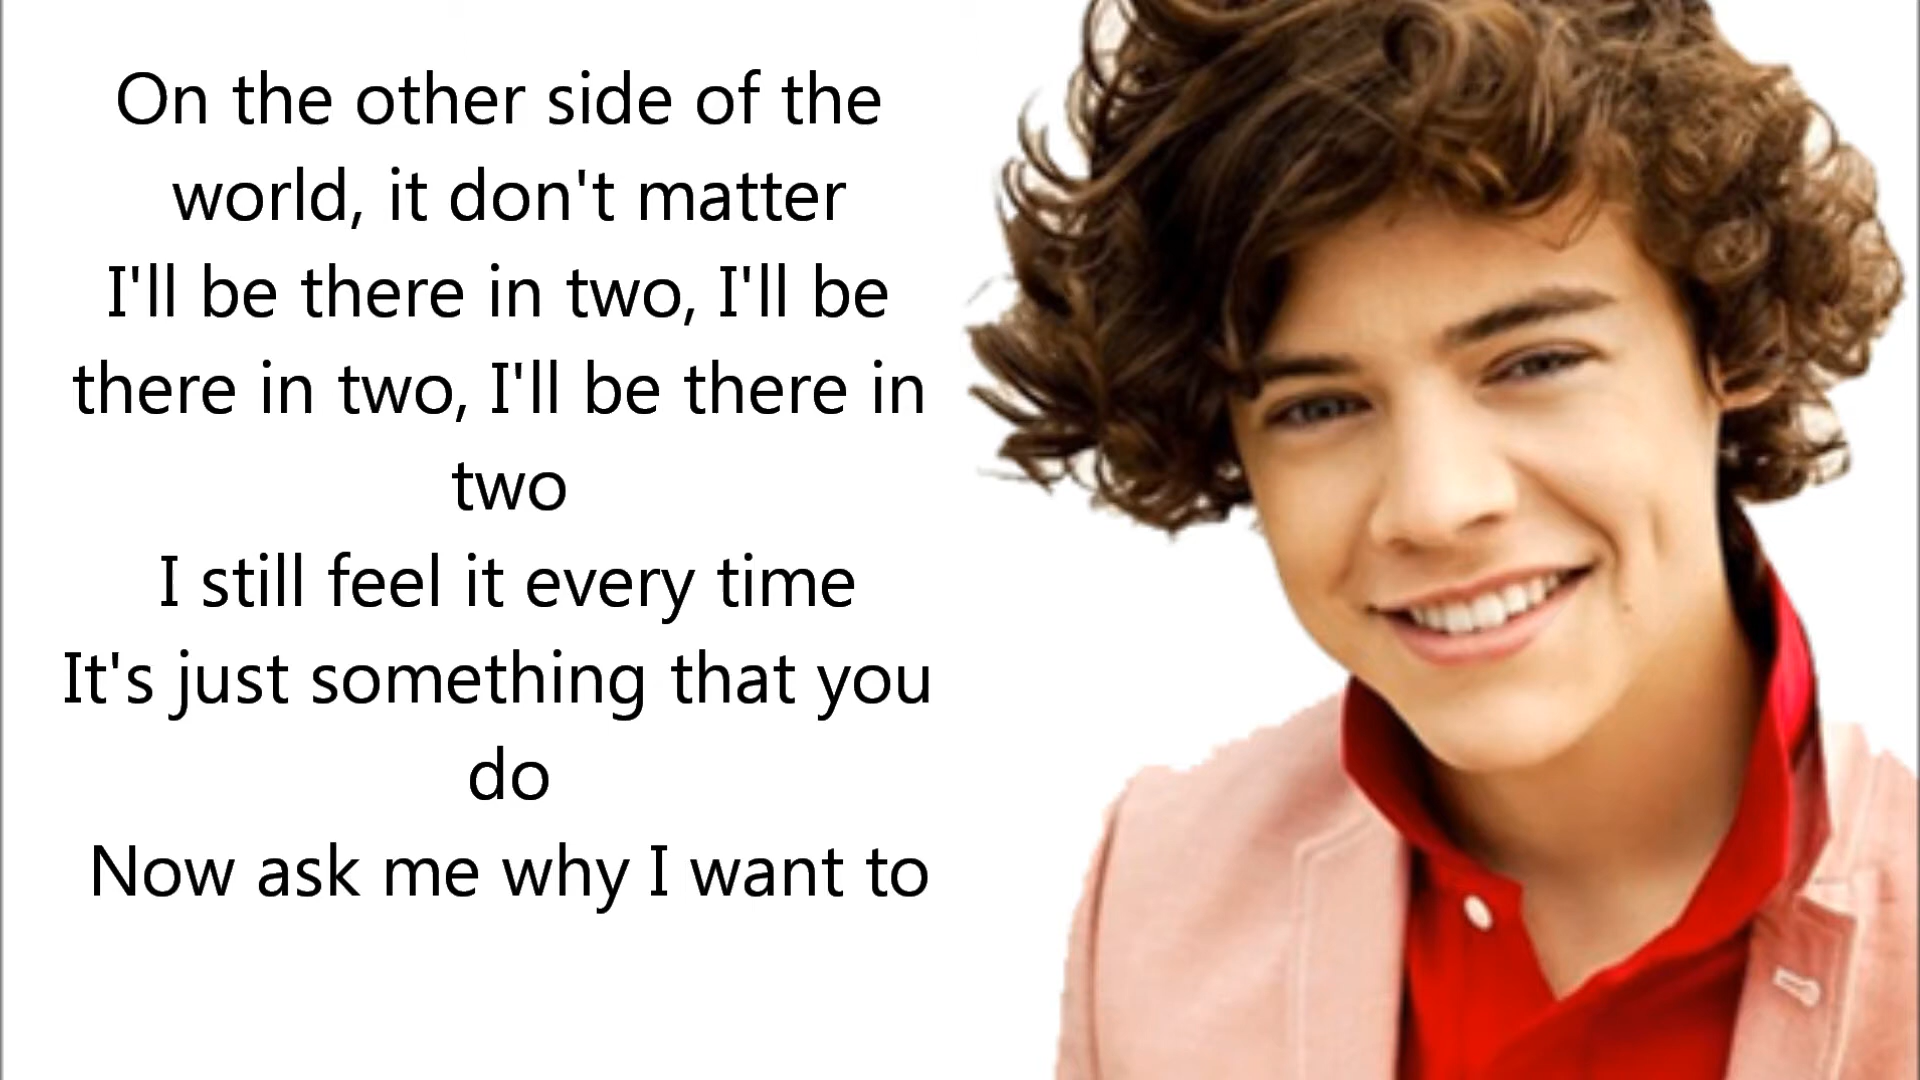 On the other side of the
world, it don't matter
I'll be there in two, I'll be
there in two, I'll be there in
two
I still feel it every time
It's just something that you
do
Now ask me why I want to